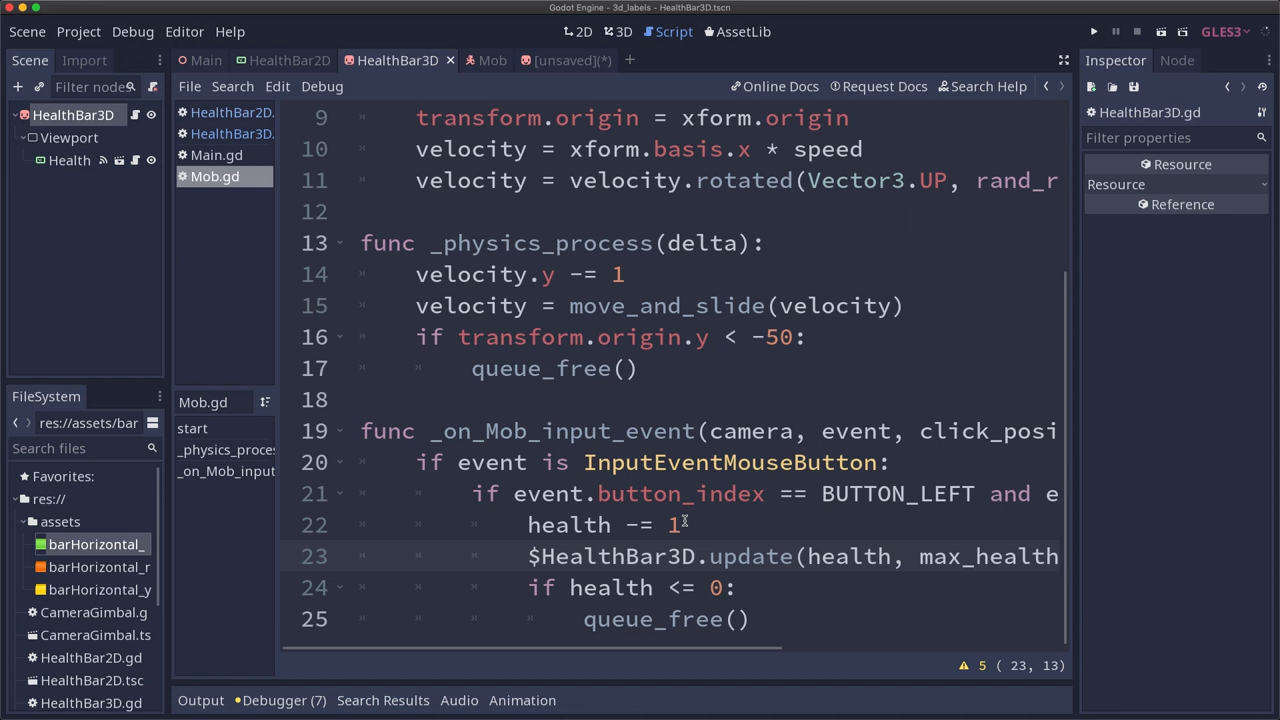 Godot Engine - 3d_labels - HealthBar3D.tscn
Scene Project Debug Editor Help
2D 3D Script AssetLib
GLES3
Scene Import
Main HealthBar2D HealthBar3D Mob [unsaved](*)
Inspector Node
Filter nodes
File Search Edit Debug
Online Docs Request Docs Search Help
HealthBar3D
Viewport
Health
HealthBar2D.
HealthBar3D.
Main.gd
Mob.gd
HealthBar3D.gd
Filter properties
Resource
Resource
Reference
9 transform.origin = xform.origin
10 velocity = xform.basis.x * speed
11 velocity = velocity.rotated(Vector3.UP, rand_r
12
13 func _physics_process(delta):
14 velocity.y -= 1
15 velocity = move_and_slide(velocity)
16 if transform.origin.y < -50:
17 queue_free()
18
19 func _on_Mob_input_event(camera, event, click_posi
20 if event is InputEventMouseButton:
21 if event.button_index == BUTTON_LEFT and e
22 health -= 1
23 $HealthBar3D.update(health, max_health
24 if health <= 0:
25 queue_free()
Mob.gd
start
_physics_proces
_on_Mob_input
FileSystem
res://assets/bar
Search files
Favorites:
res://
assets
barHorizontal_
barHorizontal_r
barHorizontal_y
CameraGimbal.g
CameraGimbal.ts
HealthBar2D.gd
HealthBar2D.tsc
HealthBar3D.gd
5 ( 23, 13)
Output Debugger (7) Search Results Audio Animation